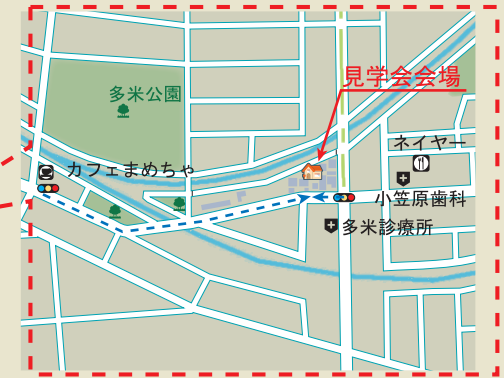 見学会会場
多米公園
ネイヤー
カフェまめちゃ
小笠原歯科
多米診療所